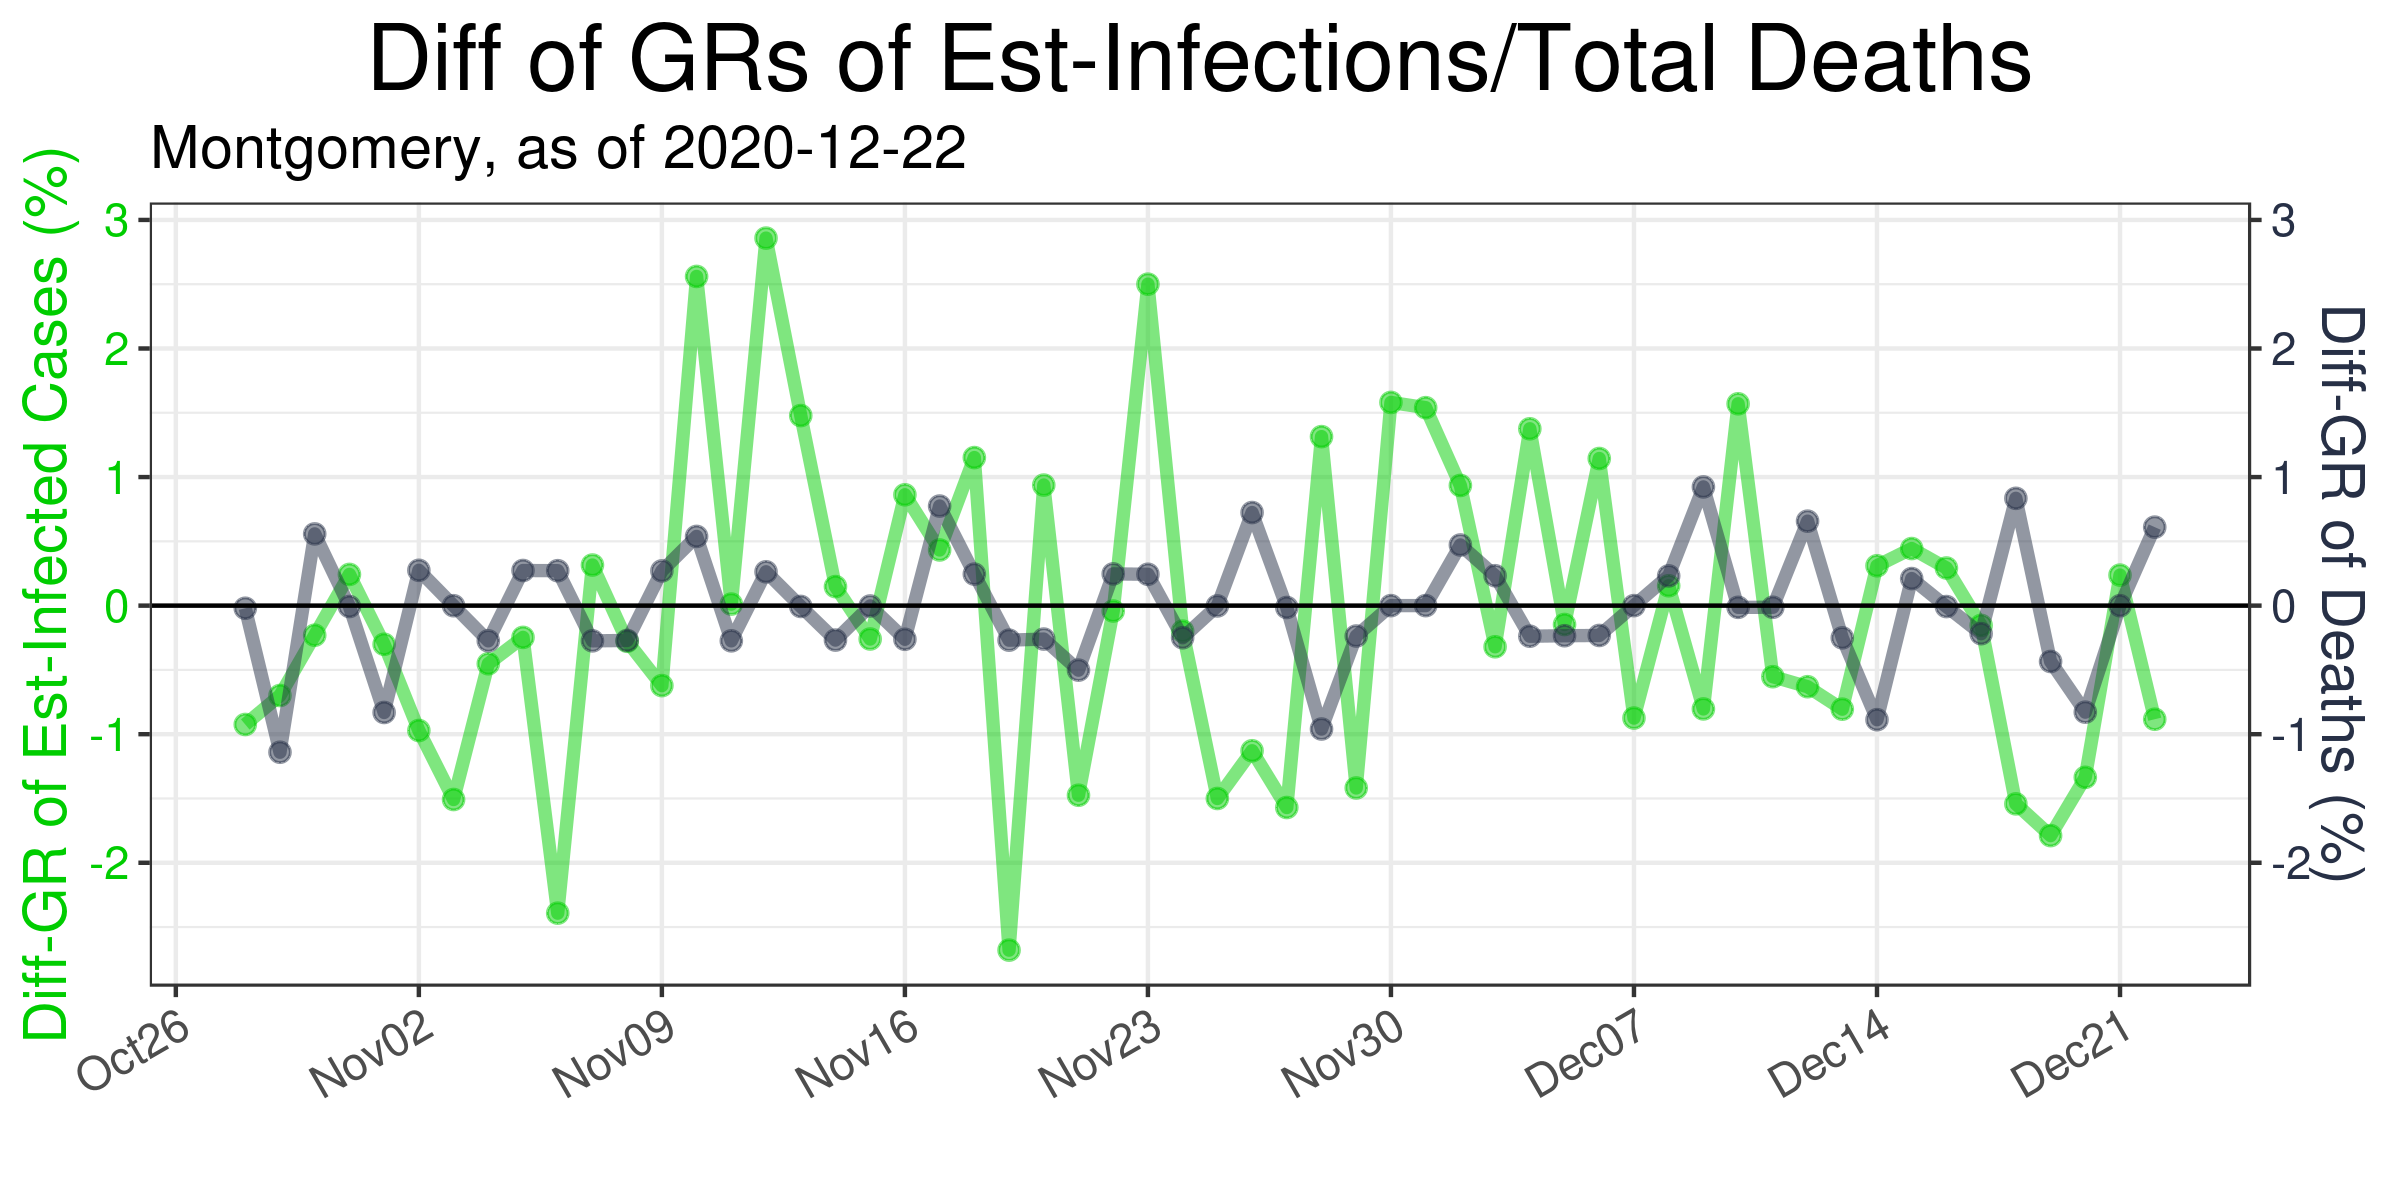 Diff of GRs of Est-Infections/Total Deaths
Montgomery, as of 2020-12-22
Diff-GR of Est-Infected Cases (%)
3
2
1
0
-1
-2
3
2
1
0
-1
-2
Diff-GR of Deaths (%)
Oct26
Nov02
Nov09
Nov16
Nov23
Nov30
Dec07
Dec14
Dec21